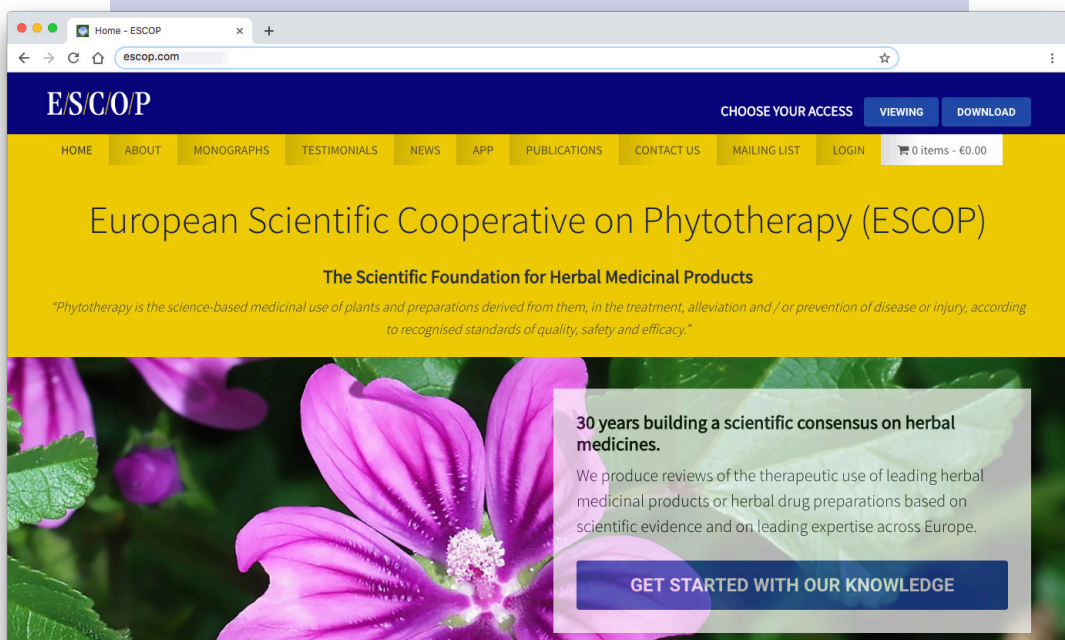 Home - ESCOP
escop.com
E/S/C/O/P
CHOOSE YOUR ACCESS VIEWING DOWNLOAD
HOME ABOUT MONOGRAPHS TESTIMONIALS NEWS APP PUBLICATIONS CONTACT US MAILING LIST LOGIN 0 items - €0.00
European Scientific Cooperative on Phytotherapy (ESCOP)
The Scientific Foundation for Herbal Medicinal Products
“Phytotherapy is the science-based medicinal use of plants and preparations derived from them, in the treatment, alleviation and / or prevention of disease or injury, according
to recognised standards of quality, safety and efficacy.”
30 years building a scientific consensus on herbal
medicines.
We produce reviews of the therapeutic use of leading herbal
medicinal products or herbal drug preparations based on
scientific evidence and on leading expertise across Europe.
GET STARTED WITH OUR KNOWLEDGE